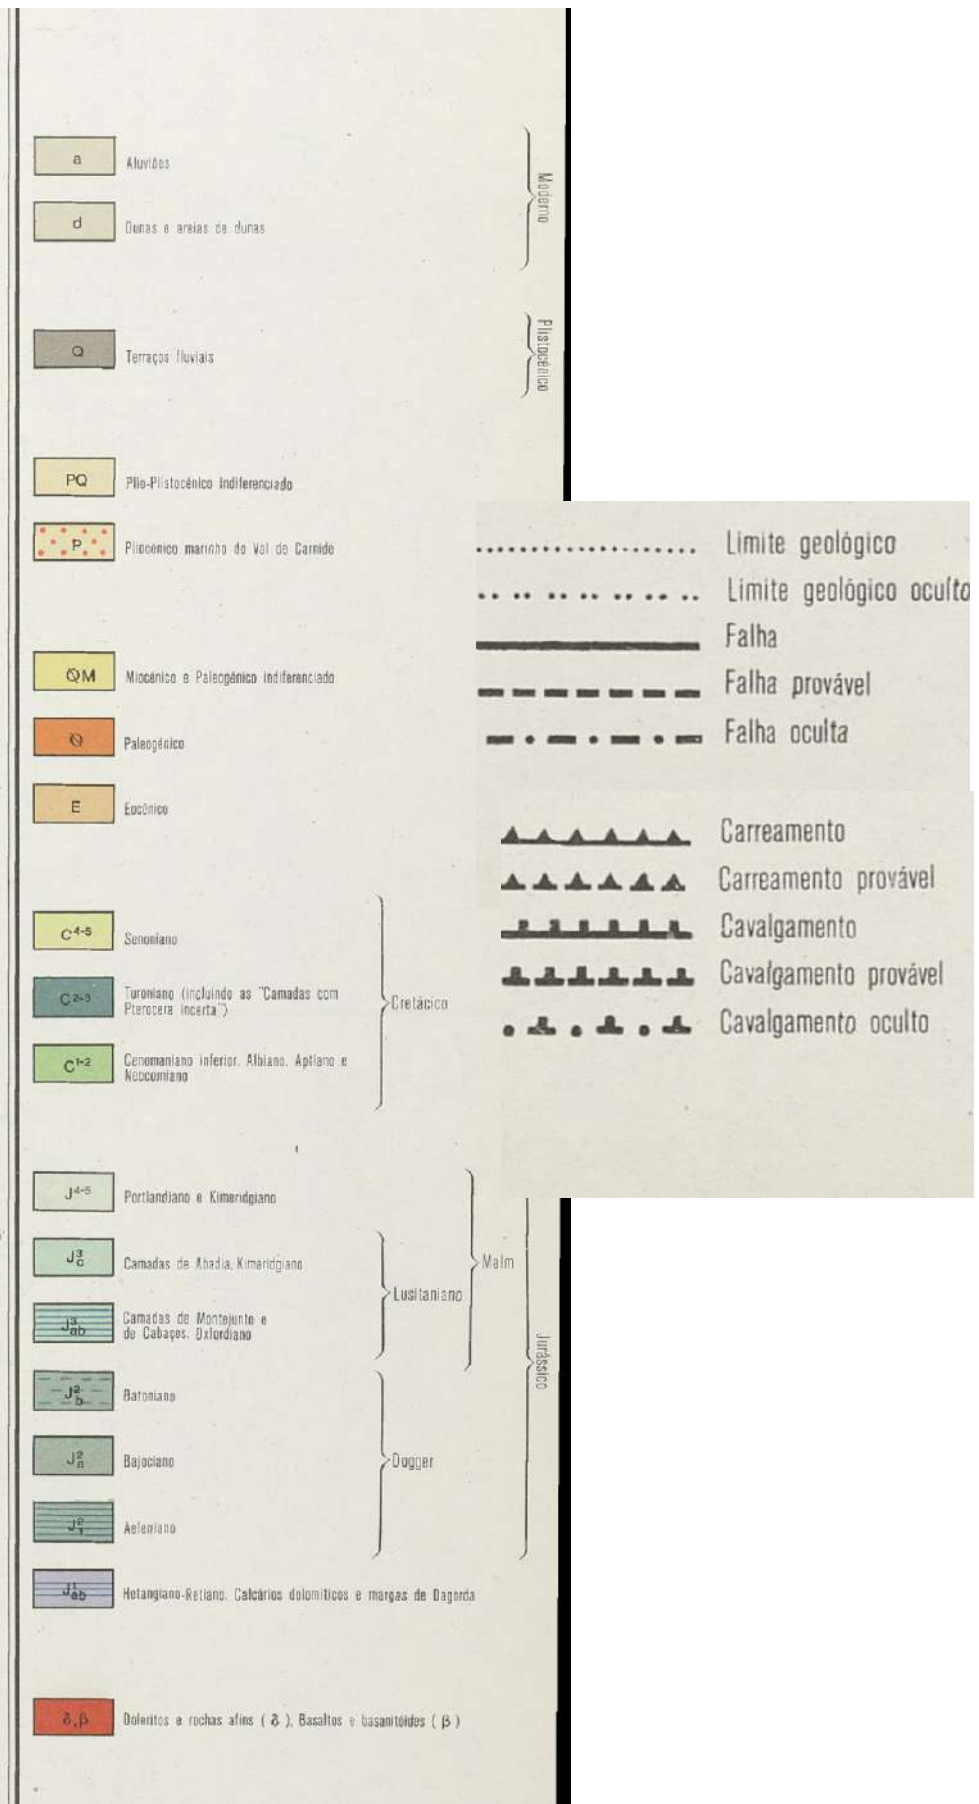 a Aluviões
d Dunas e areias de dunas
Moderno
Q Terraços fluviais
Plistocénico
PQ Plio-Plistocénico indiferenciado
P Pliocénico marinho do Val de Carnide
ØM Miocénico e Paleogénico indiferenciado
Ø Paleogénico
E Eocénico
C4-5 Senoniano
C2-3 Turoniano (incluindo as "Camadas com
Pterocera incerta")
C1-2 Cenomaniano inferior. Albiano. Aptiano e
Neocomiano
Cretácico
J4-5 Portlandiano e Kimeridgiano
J3c Camadas de Abadia. Kimeridgiano
J3ab Camadas de Montejunto e
de Cabaços. Oxfordiano
Lusitaniano
Malm
J2b Batoniano
J2a Bajociano
J21 Aaleniano
Dogger
Jurássico
J1ab Hetangiano-Retiano. Calcários dolomíticos e margas de Dagorda
δ,β Doleritos e rochas afins ( δ ), Basaltos e basanitóides ( β )
Limite geológico
Limite geológico oculto
Falha
Falha provável
Falha oculta
Carreamento
Carreamento provável
Cavalgamento
Cavalgamento provável
Cavalgamento oculto